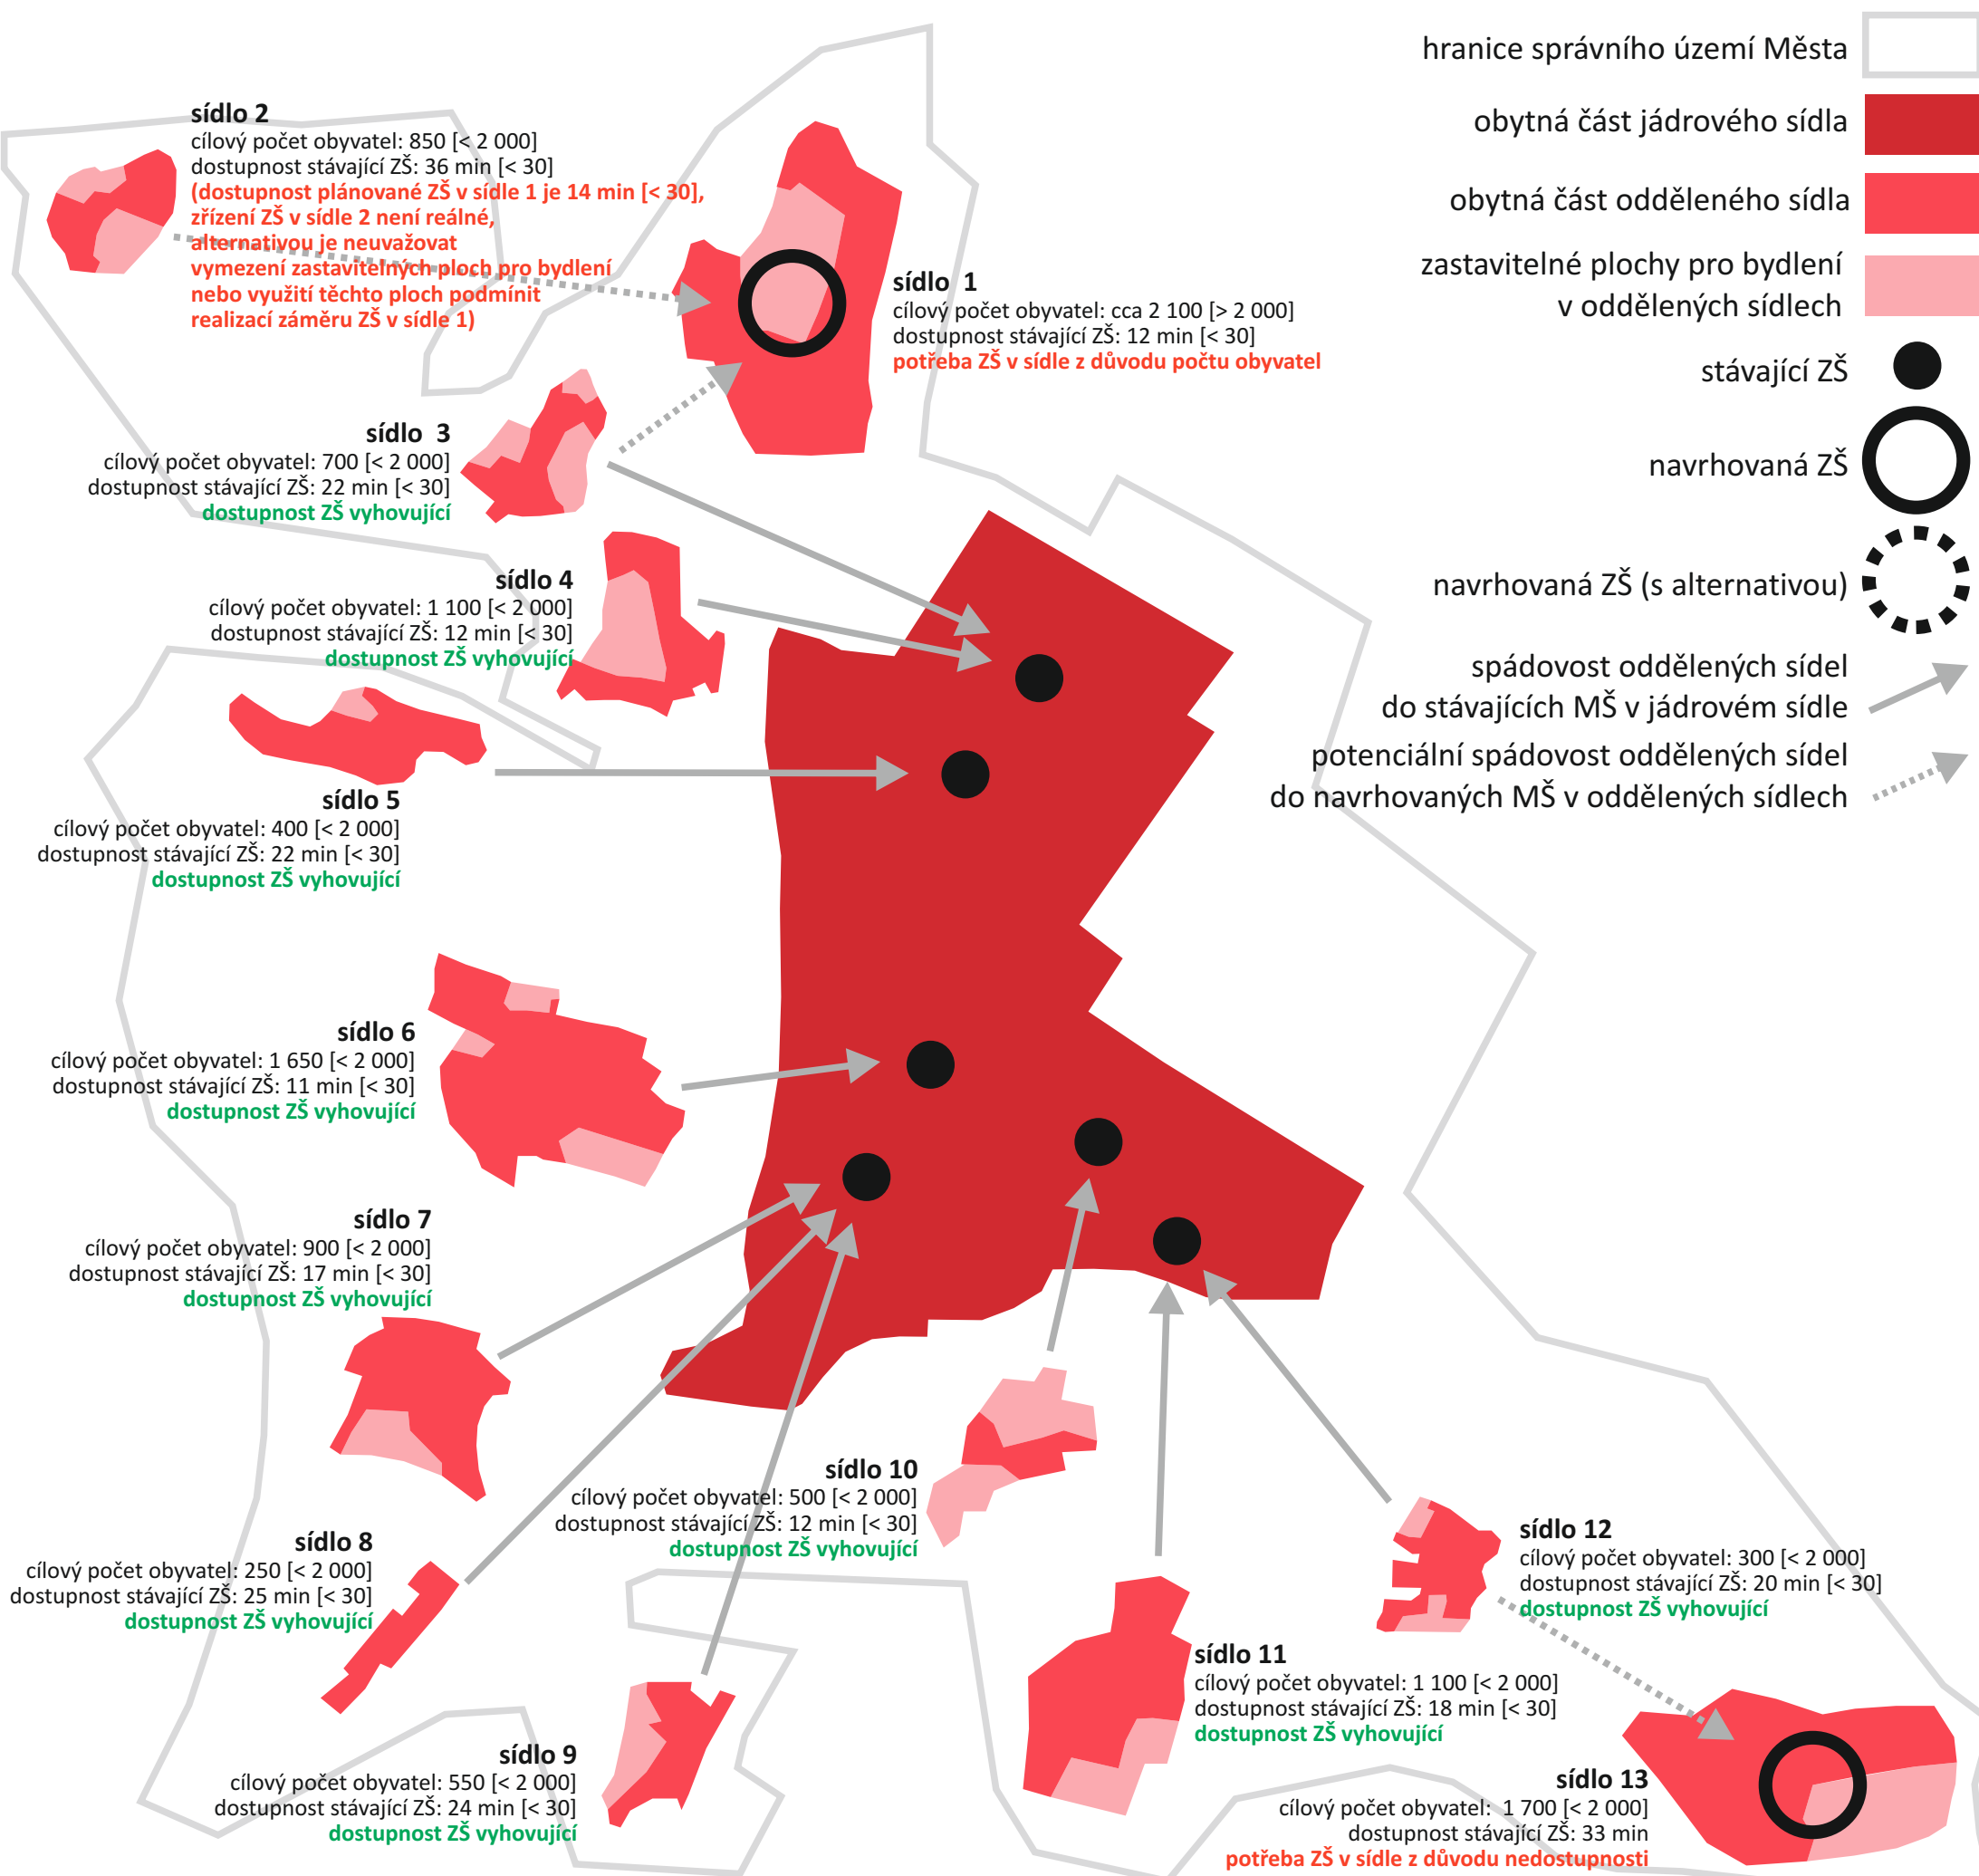 hranice správního území Města
obytná část jádrového sídla
obytná část odděleného sídla
zastavitelné plochy pro bydlení
v oddělených sídlech
stávající ZŠ
navrhovaná ZŠ
navrhovaná ZŠ (s alternativou)
spádovost oddělených sídel
do stávajících MŠ v jádrovém sídle
potenciální spádovost oddělených sídel
do navrhovaných MŠ v oddělených sídlech
sídlo 2
cílový počet obyvatel: 850 [< 2 000]
dostupnost stávající ZŠ: 36 min [< 30]
(dostupnost plánované ZŠ v sídle 1 je 14 min [< 30],
zřízení ZŠ v sídle 2 není reálné,
alternativou je neuvažovat
vymezení zastavitelných ploch pro bydlení
nebo využití těchto ploch podmínit
realizací záměru ZŠ v sídle 1)
sídlo 1
cílový počet obyvatel: cca 2 100 [> 2 000]
dostupnost stávající ZŠ: 12 min [< 30]
potřeba ZŠ v sídle z důvodu počtu obyvatel
sídlo 3
cílový počet obyvatel: 700 [< 2 000]
dostupnost stávající ZŠ: 22 min [< 30]
dostupnost ZŠ vyhovující
sídlo 4
cílový počet obyvatel: 1 100 [< 2 000]
dostupnost stávající ZŠ: 12 min [< 30]
dostupnost ZŠ vyhovující
sídlo 5
cílový počet obyvatel: 400 [< 2 000]
dostupnost stávající ZŠ: 22 min [< 30]
dostupnost ZŠ vyhovující
sídlo 6
cílový počet obyvatel: 1 650 [< 2 000]
dostupnost stávající ZŠ: 11 min [< 30]
dostupnost ZŠ vyhovující
sídlo 7
cílový počet obyvatel: 900 [< 2 000]
dostupnost stávající ZŠ: 17 min [< 30]
dostupnost ZŠ vyhovující
sídlo 8
cílový počet obyvatel: 250 [< 2 000]
dostupnost stávající ZŠ: 25 min [< 30]
dostupnost ZŠ vyhovující
sídlo 9
cílový počet obyvatel: 550 [< 2 000]
dostupnost stávající ZŠ: 24 min [< 30]
dostupnost ZŠ vyhovující
sídlo 10
cílový počet obyvatel: 500 [< 2 000]
dostupnost stávající ZŠ: 12 min [< 30]
dostupnost ZŠ vyhovující
sídlo 11
cílový počet obyvatel: 1 100 [< 2 000]
dostupnost stávající ZŠ: 18 min [< 30]
dostupnost ZŠ vyhovující
sídlo 12
cílový počet obyvatel: 300 [< 2 000]
dostupnost stávající ZŠ: 20 min [< 30]
dostupnost ZŠ vyhovující
sídlo 13
cílový počet obyvatel: 1 700 [< 2 000]
dostupnost stávající ZŠ: 33 min
potřeba ZŠ v sídle z důvodu nedostupnosti